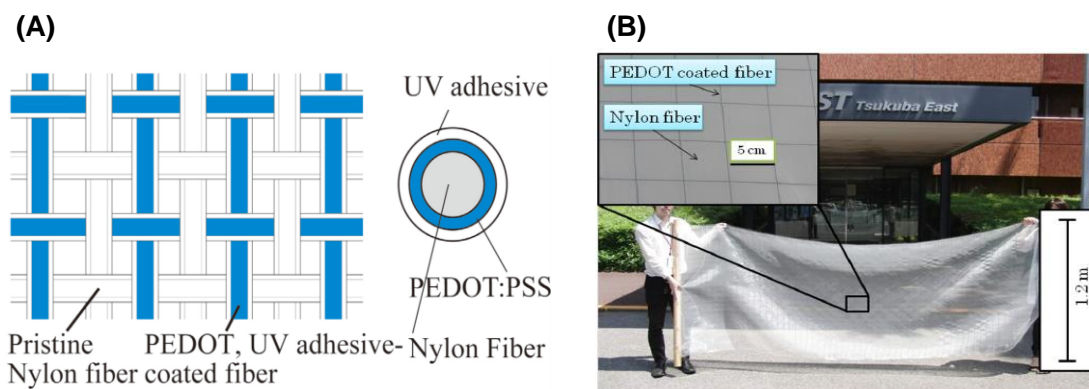 (A)
UV adhesive
PEDOT:PSS
Pristine
Nylon fiber
PEDOT, UV adhesive-
coated fiber
Nylon Fiber
(B)
PEDOT coated fiber
Nylon fiber
5 cm
ST Tsukuba East
1.2 m